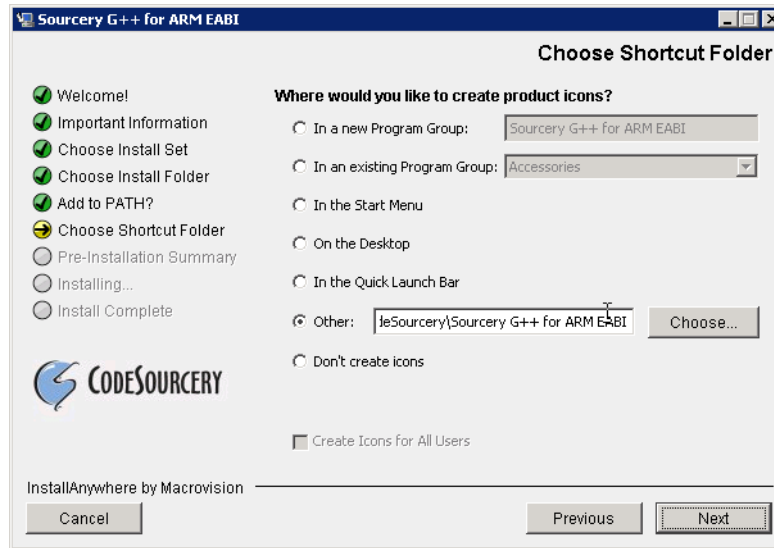 Sourcery G++ for ARM EABI
Choose Shortcut Folder
Welcome!
Important Information
Choose Install Set
Choose Install Folder
Add to PATH?
Choose Shortcut Folder
Pre-Installation Summary
Installing...
Install Complete
CODESOURCERY
Where would you like to create product icons?
In a new Program Group: Sourcery G++ for ARM EABI
In an existing Program Group: Accessories
In the Start Menu
On the Desktop
In the Quick Launch Bar
Other: deSourcery\Sourcery G++ for ARM EABI Choose...
Don't create icons
Create Icons for All Users
InstallAnywhere by Macrovision
Cancel Previous Next